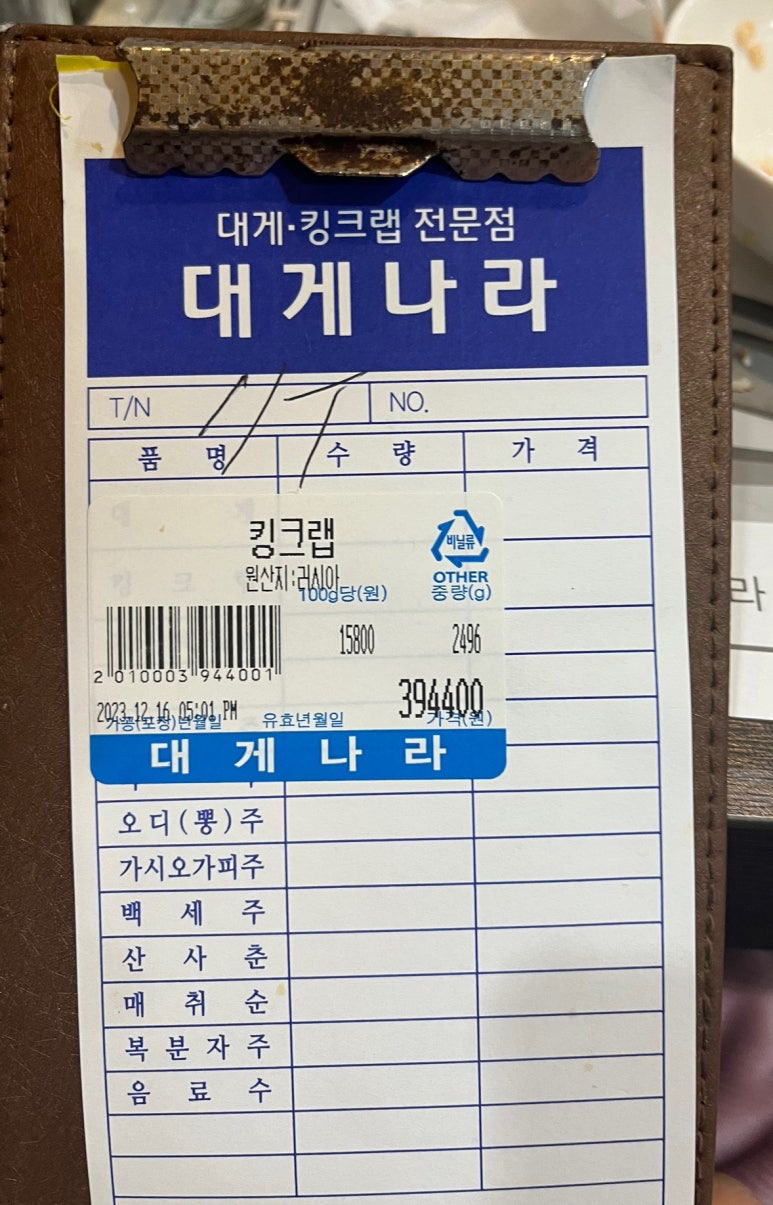 대게·킹크랩 전문점
대게나라
T/N NO.
품 명 수 량 가 격
킹크랩
비닐류
원산지:러시아
OTHER
100g당(원) 중량(g)
15800 2496
2 010003 944001
394400
2023.12.16 05:01 PM
가공(포장)년월일 유효년월일 가격(원)
대 게 나 라
오디(뽕)주
가시오가피주
백 세 주
산 사 춘
매 취 순
복 분 자 주
음 료 수
라